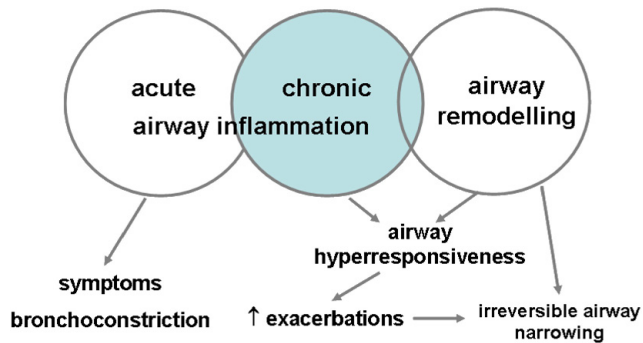 acute
chronic
airway inflammation
airway
remodelling
airway
hyperresponsiveness
symptoms
bronchoconstriction
↑ exacerbations
irreversible airway
narrowing